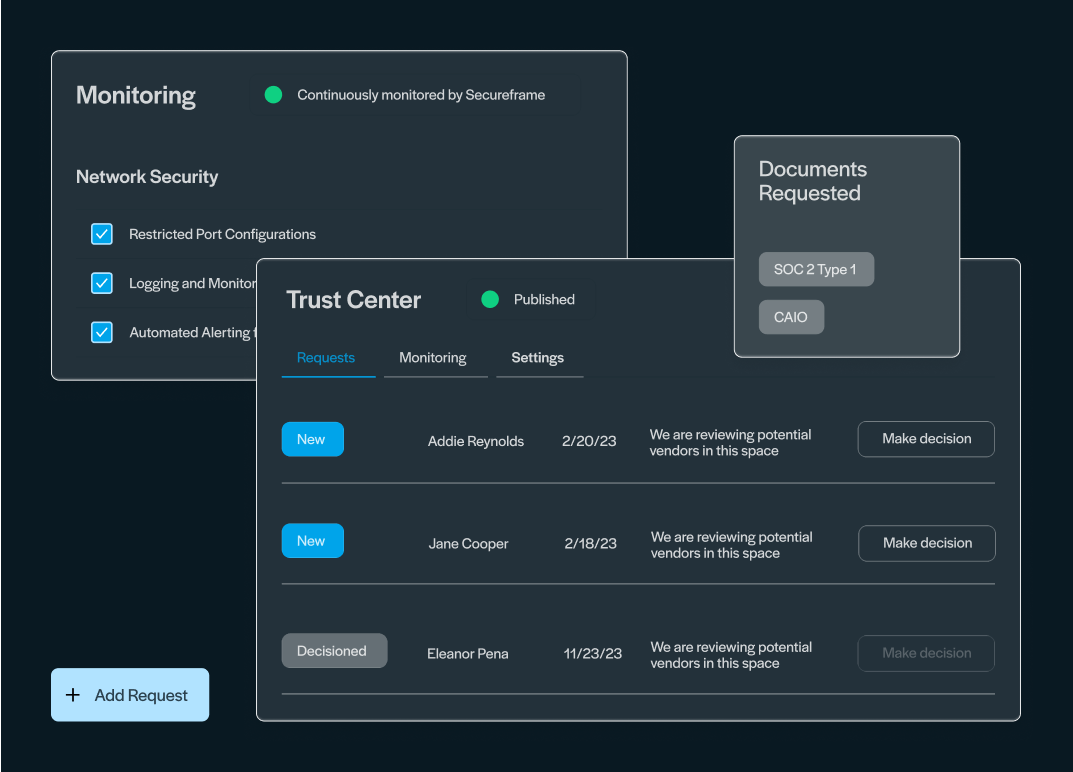 Monitoring
Continuously monitored by Secureframe
Network Security
Restricted Port Configurations
Logging and Monitor
Automated Alerting f
Documents
Requested
SOC 2 Type 1
CAIO
Trust Center
Published
Requests
Monitoring
Settings
New
Addie Reynolds
2/20/23
We are reviewing potential
vendors in this space
Make decision
New
Jane Cooper
2/18/23
We are reviewing potential
vendors in this space
Make decision
Decisioned
Eleanor Pena
11/23/23
We are reviewing potential
vendors in this space
Make decision
+ Add Request